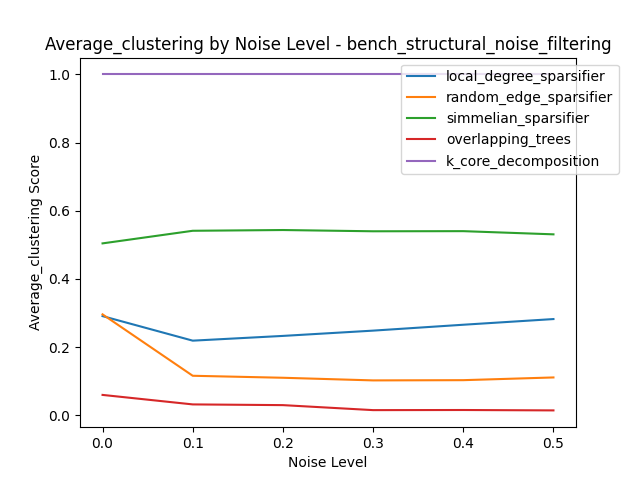 Average_clustering by Noise Level - bench_structural_noise_filtering
Average_clustering Score
1.0
0.8
0.6
0.4
0.2
0.0
local_degree_sparsifier
random_edge_sparsifier
simmelian_sparsifier
overlapping_trees
k_core_decomposition
0.0 0.1 0.2 0.3 0.4 0.5
Noise Level